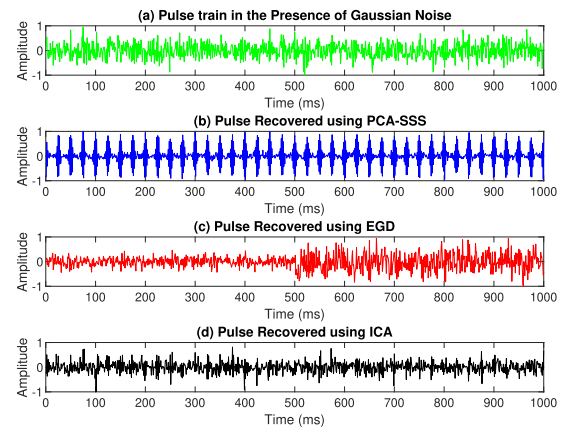 (a) Pulse train in the Presence of Gaussian Noise
Amplitude
1
0
-1
0 100 200 300 400 500 600 700 800 900 1000
Time (ms)
(b) Pulse Recovered using PCA-SSS
Amplitude
1
0
-1
0 100 200 300 400 500 600 700 800 900 1000
Time (ms)
(c) Pulse Recovered using EGD
Amplitude
1
0
-1
0 100 200 300 400 500 600 700 800 900 1000
Time (ms)
(d) Pulse Recovered using ICA
Amplitude
1
0
-1
0 100 200 300 400 500 600 700 800 900 1000
Time (ms)